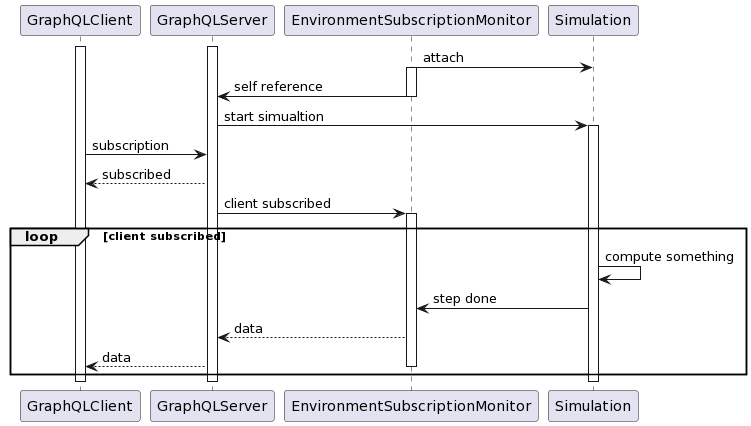 GraphQLClient GraphQLServer EnvironmentSubscriptionMonitor Simulation
attach
self reference
start simualtion
subscription
subscribed
client subscribed
loop [client subscribed]
compute something
step done
data
data
GraphQLClient GraphQLServer EnvironmentSubscriptionMonitor Simulation